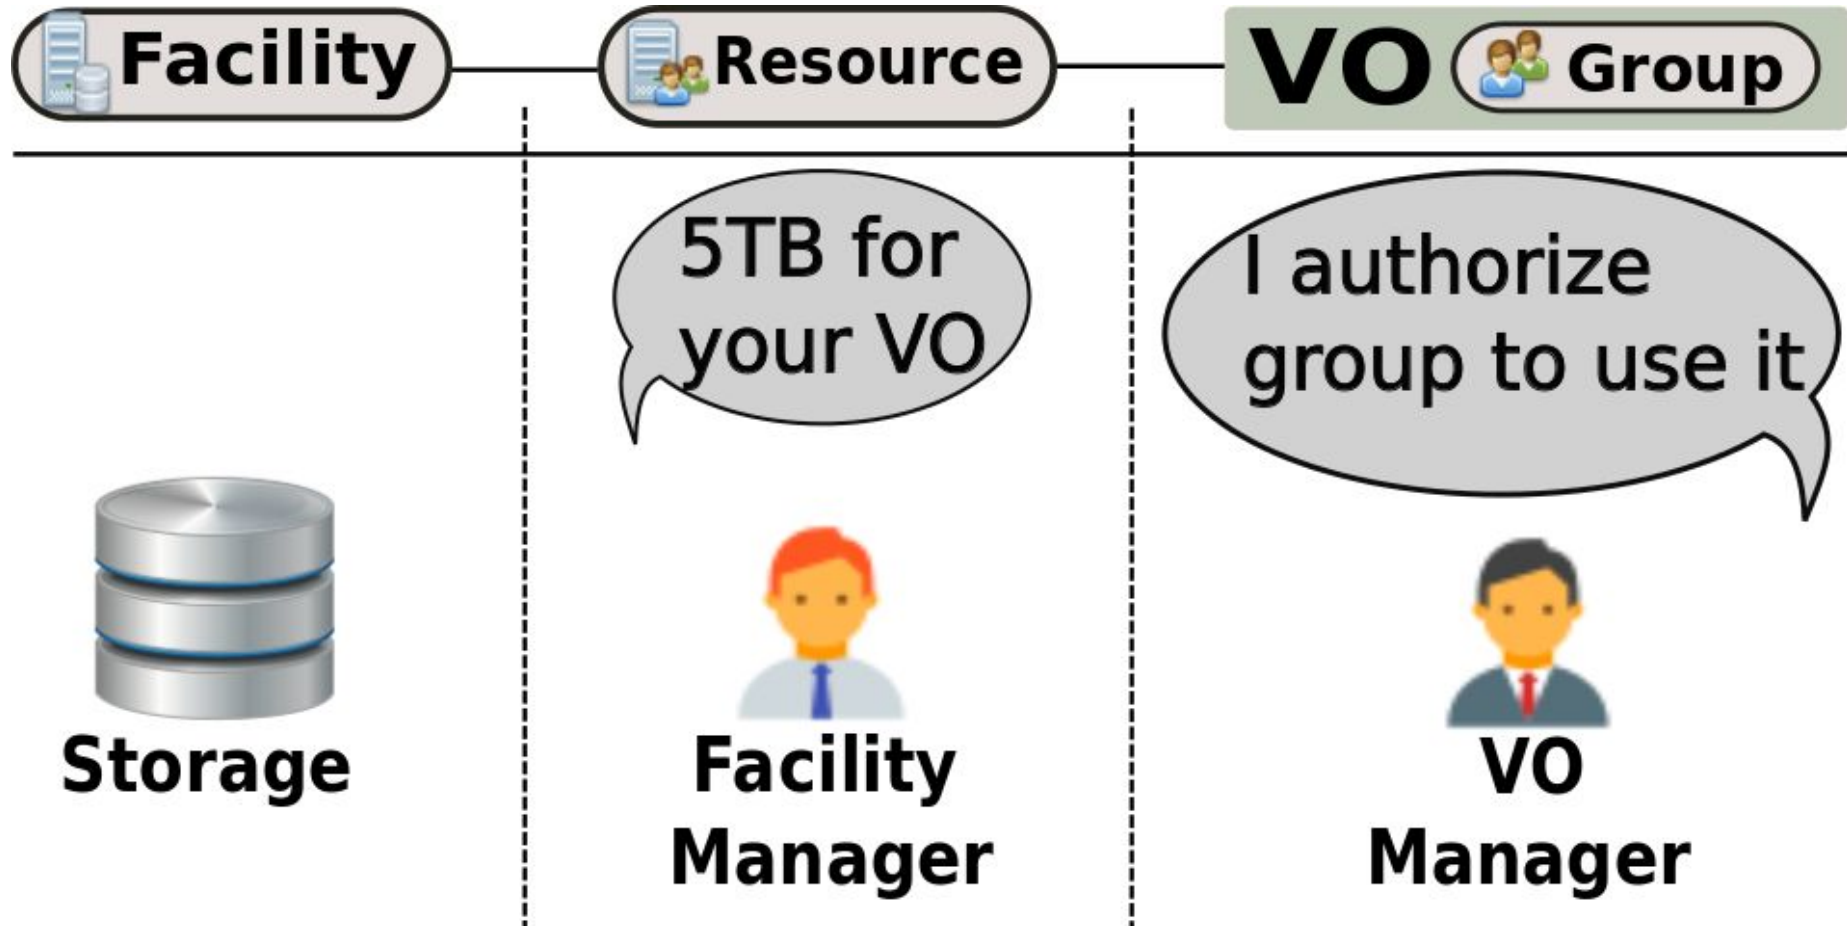 Facility
Resource
VO
Group
5TB for
your VO
I authorize
group to use it
Storage
Facility
Manager
VO
Manager